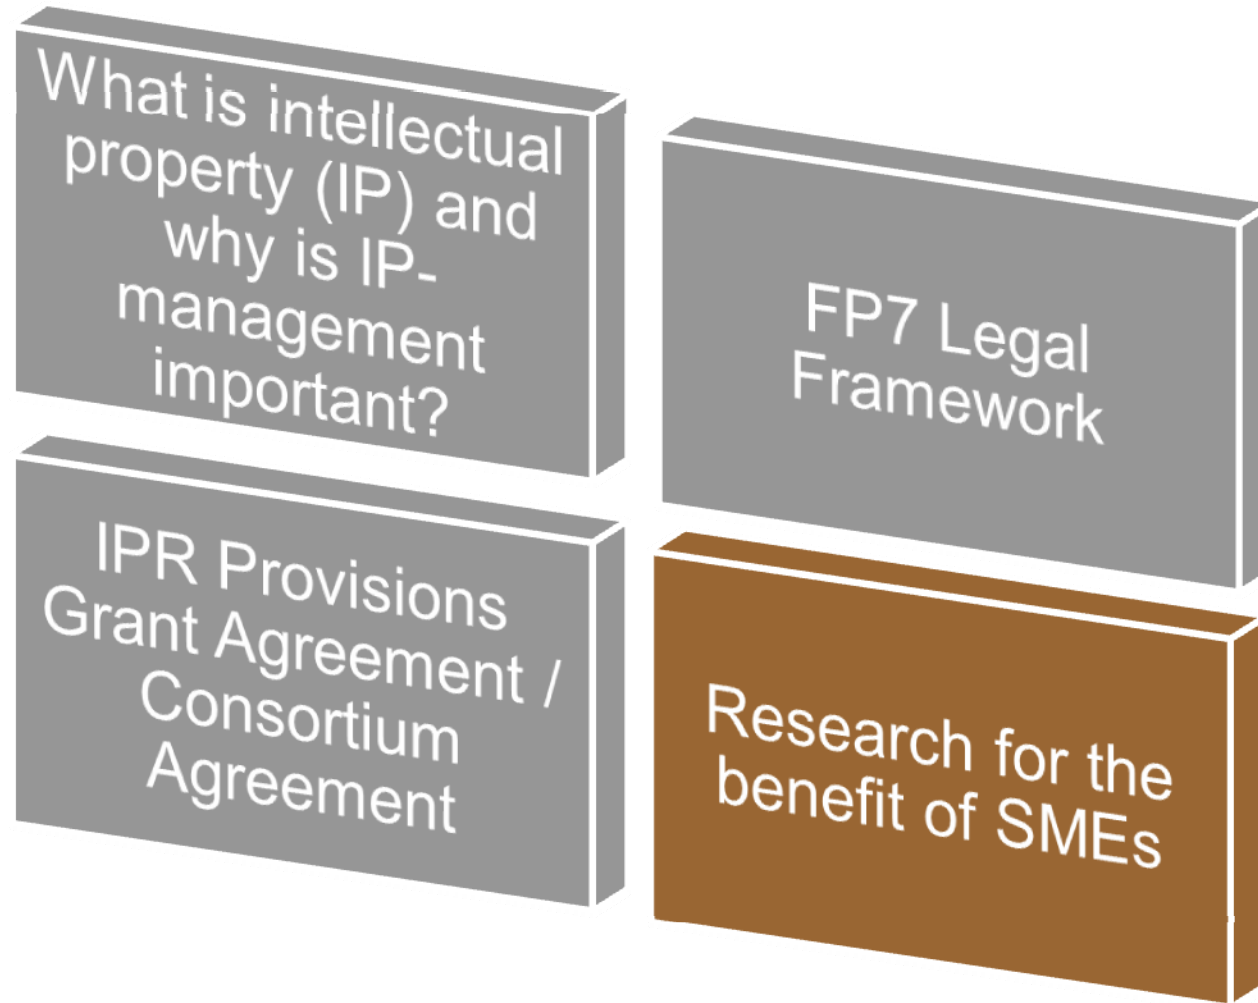 What is intellectual
property (IP) and
why is IP-
management
important?
FP7 Legal
Framework
IPR Provisions
Grant Agreement /
Consortium
Agreement
Research for the
benefit of SMEs